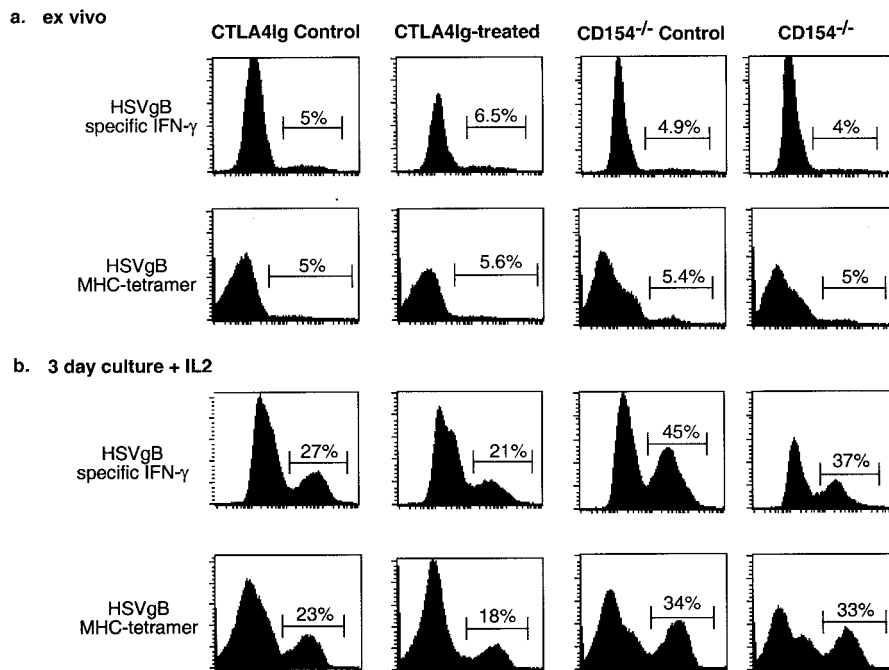 a. ex vivo
CTLA4Ig Control CTLA4Ig-treated CD154-/- Control CD154-/-
HSVgB
specific IFN-γ
5% 6.5% 4.9% 4%
HSVgB
MHC-tetramer
5% 5.6% 5.4% 5%
b. 3 day culture + IL2
HSVgB
specific IFN-γ
27% 21% 45% 37%
HSVgB
MHC-tetramer
23% 18% 34% 33%